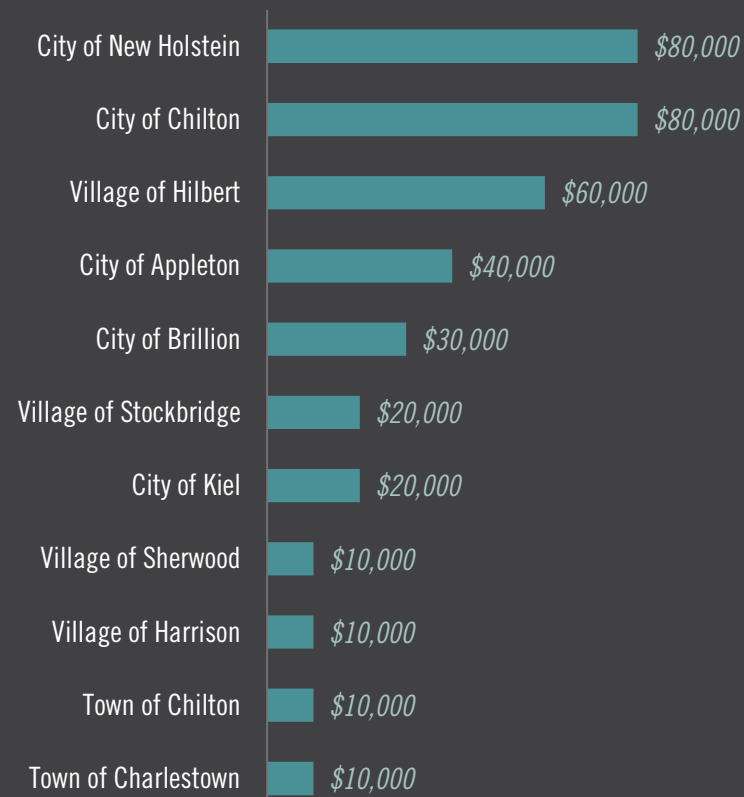 City of New Holstein $80,000
City of Chilton $80,000
Village of Hilbert $60,000
City of Appleton $40,000
City of Brillion $30,000
Village of Stockbridge $20,000
City of Kiel $20,000
Village of Sherwood $10,000
Village of Harrison $10,000
Town of Chilton $10,000
Town of Charlestown $10,000